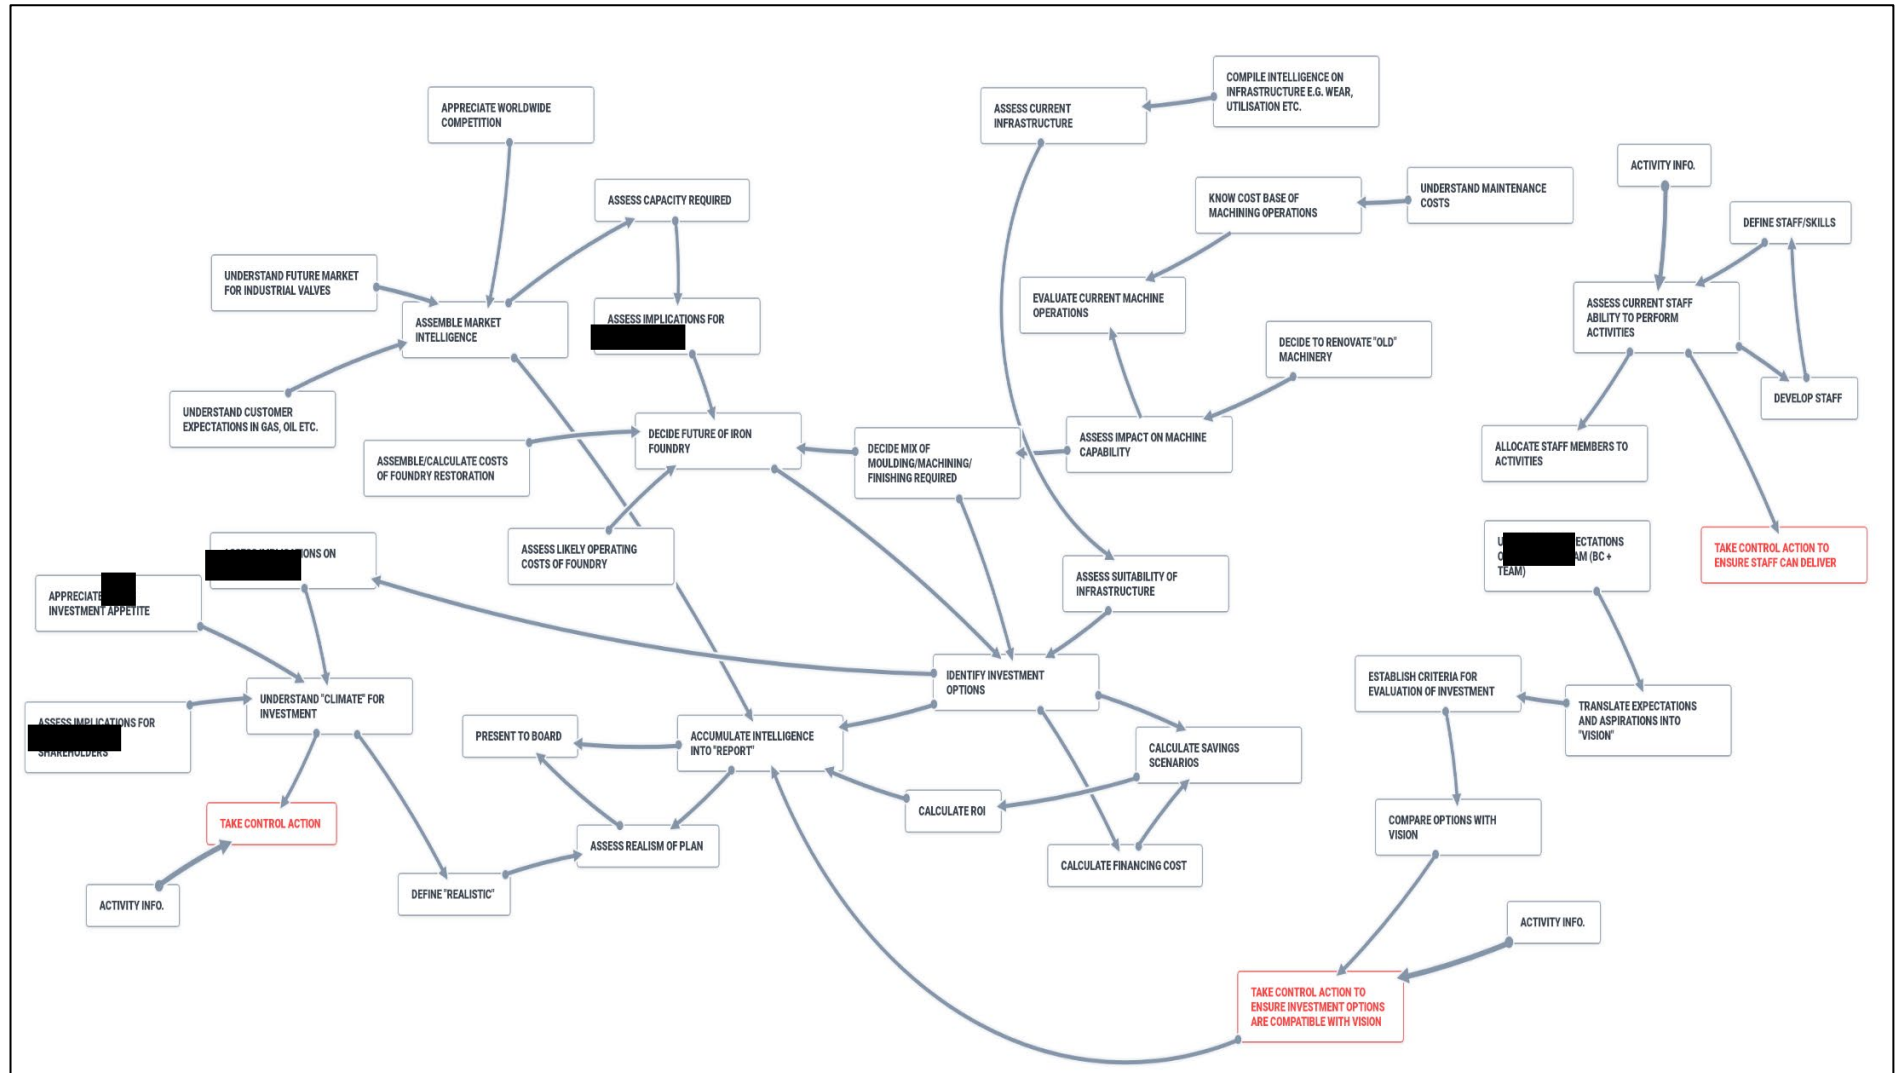 COMPILE INTELLIGENCE ON
INFRASTRUCTURE E.G. WEAR,
UTILISATION ETC.
APPRECIATE WORLDWIDE
COMPETITION
ASSESS CURRENT
INFRASTRUCTURE
ACTIVITY INFO.
ASSESS CAPACITY REQUIRED
KNOW COST BASE OF
MACHINING OPERATIONS
UNDERSTAND MAINTENANCE
COSTS
DEFINE STAFF/SKILLS
UNDERSTAND FUTURE MARKET
FOR INDUSTRIAL VALVES
ASSEMBLE MARKET
INTELLIGENCE
ASSESS IMPLICATIONS FOR
EVALUATE CURRENT MACHINE
OPERATIONS
ASSESS CURRENT STAFF
ABILITY TO PERFORM
ACTIVITIES
DECIDE TO RENOVATE "OLD"
MACHINERY
DEVELOP STAFF
UNDERSTAND CUSTOMER
EXPECTATIONS IN GAS, OIL ETC.
DECIDE FUTURE OF IRON
FOUNDRY
DECIDE MIX OF
MOULDING/MACHINING/
FINISHING REQUIRED
ASSESS IMPACT ON MACHINE
CAPABILITY
ALLOCATE STAFF MEMBERS TO
ACTIVITIES
ASSEMBLE/CALCULATE COSTS
OF FOUNDRY RESTORATION
ASSESS LIKELY OPERATING
COSTS OF FOUNDRY
TAKE CONTROL ACTION TO
ENSURE STAFF CAN DELIVER
(BC +
TEAM)
ON
APPRECIATE
INVESTMENT APPETITE
ASSESS SUITABILITY OF
INFRASTRUCTURE
IDENTIFY INVESTMENT
OPTIONS
ESTABLISH CRITERIA FOR
EVALUATION OF INVESTMENT
TRANSLATE EXPECTATIONS
AND ASPIRATIONS INTO
"VISION"
UNDERSTAND "CLIMATE" FOR
INVESTMENT
ASSESS IMPLICATIONS FOR
SHAREHOLDERS
PRESENT TO BOARD
ACCUMULATE INTELLIGENCE
INTO "REPORT"
CALCULATE SAVINGS
SCENARIOS
CALCULATE ROI
TAKE CONTROL ACTION
COMPARE OPTIONS WITH
VISION
ASSESS REALISM OF PLAN
CALCULATE FINANCING COST
DEFINE "REALISTIC"
ACTIVITY INFO.
ACTIVITY INFO.
TAKE CONTROL ACTION TO
ENSURE INVESTMENT OPTIONS
ARE COMPATIBLE WITH VISION